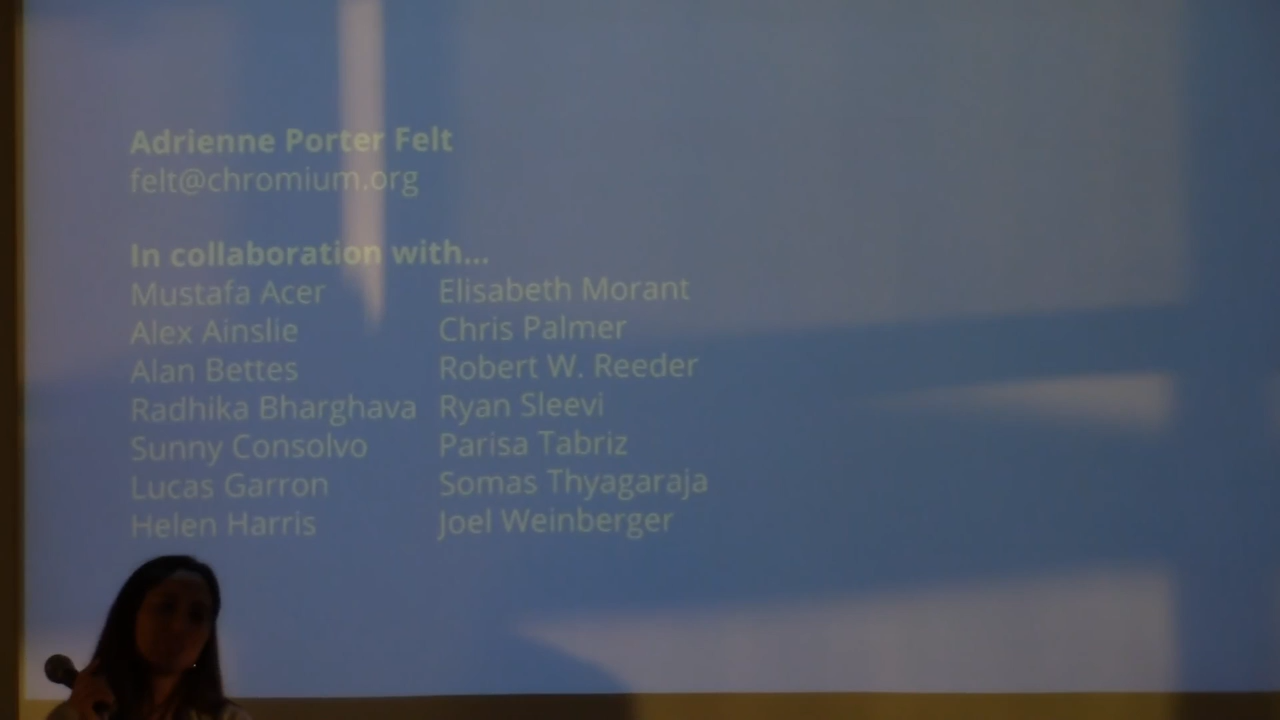 Adrienne Porter Felt
felt@chromium.org
In collaboration with...
Mustafa Acer
Alex Ainslie
Alan Bettes
Radhika Bharghava
Sunny Consolvo
Lucas Garron
Helen Harris
Elisabeth Morant
Chris Palmer
Robert W. Reeder
Ryan Sleevi
Parisa Tabriz
Somas Thyagaraja
Joel Weinberger